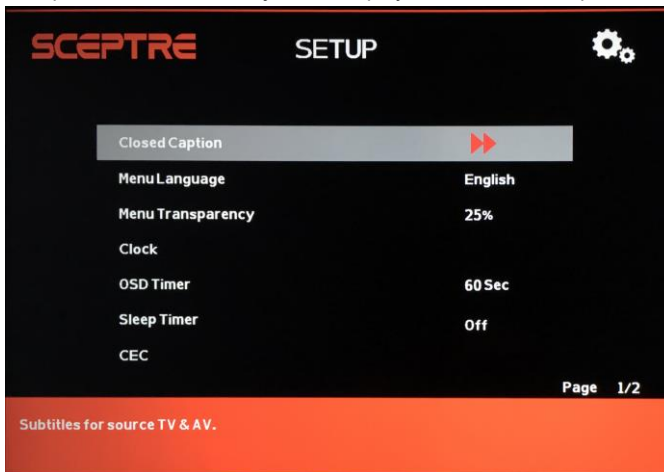 SCEPTRE SETUP
Closed Caption
Menu Language English
Menu Transparency 25%
Clock
OSD Timer 60 Sec
Sleep Timer Off
CEC
Page 1/2
Subtitles for source TV & AV.